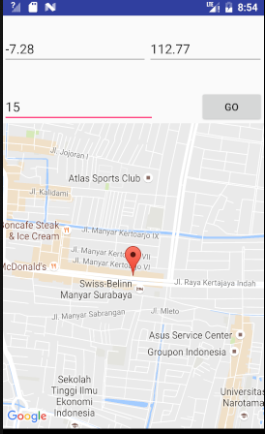 8:54
-7.28 112.77
15 GO
Jl. Jojoran I
Atlas Sports Club
Jl. Kalidami
Boncafe Steak
& Ice Cream
Jl. Manyar Kertoarjo IX
Jl. Manyar Kertoarjo VII
Jl. Manyar Kertoarjo VI
McDonald's
Swiss-Belinn
Manyar Surabaya
Jl. Raya Kertajaya Indah
Jl. Manyar Sabrangan
Jl. Mleto
Asus Service Center
Groupon Indonesia
Sekolah
Tinggi Ilmu
Ekonomi
Indonesia
Universitas
Narotama
Google